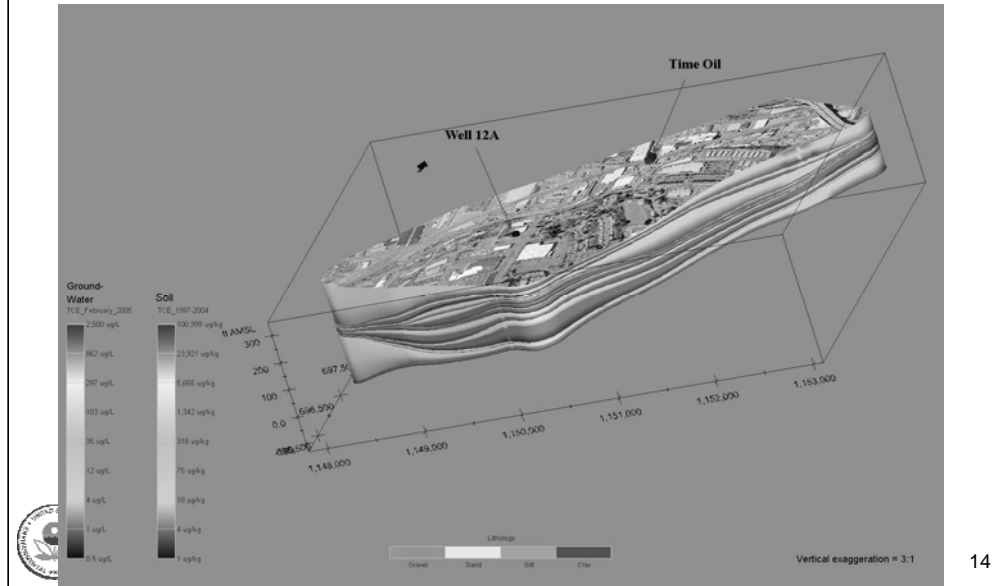 Time Oil
Well 12A
Ground-
Water
TCE_February_2005
2,500 ug/L
862 ug/L
297 ug/L
103 ug/L
35 ug/L
12 ug/L
4 ug/L
1 ug/L
0.5 ug/L
Soil
TCE_1997-2004
100,999 ug/kg
23,921 ug/kg
5,665 ug/kg
1,342 ug/kg
318 ug/kg
75 ug/kg
18 ug/kg
4 ug/kg
1 ug/kg
ft AMSL
300
200
100
0.0
697,5
696,500
1,148,000
1,149,000
1,150,000
1,151,000
1,152,000
1,153,000
Lithology
Gravel Sand Silt Clay
Vertical exaggeration = 3:1
14